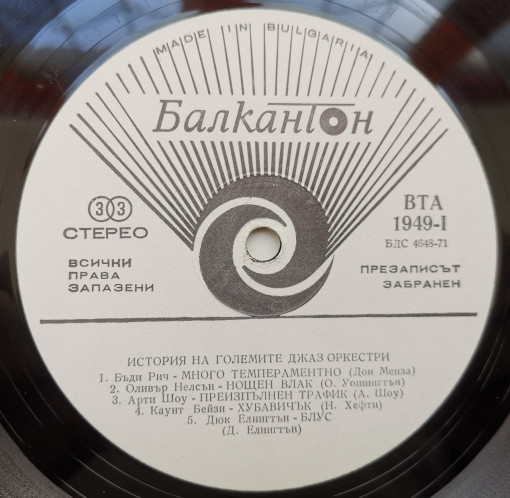 MADE IN BULGARIA
Балкантон
33
СТЕРЕО
ВТА
1949-I
БДС 4648-71
ВСИЧКИ
ПРАВА
ЗАПАЗЕНИ
ПРЕЗАПИСЪТ
ЗАБРАНЕН
ИСТОРИЯ НА ГОЛЕМИТЕ ДЖАЗ ОРКЕСТРИ
1. Бъди Рич - МНОГО ТЕМПЕРАМЕНТНО (Дон Менза)
2. Оливър Нелсън - НОЩЕН ВЛАК (О. Уошингтън)
3. Арти Шоу - ПРЕИЗПЪЛНЕН ТРАФИК (А. Шоу)
4. Каунт Бейзи - ХУБАВИЧЪК (Н. Хефти)
5. Дюк Елингтън - БЛУС
(Д. Елингтън)